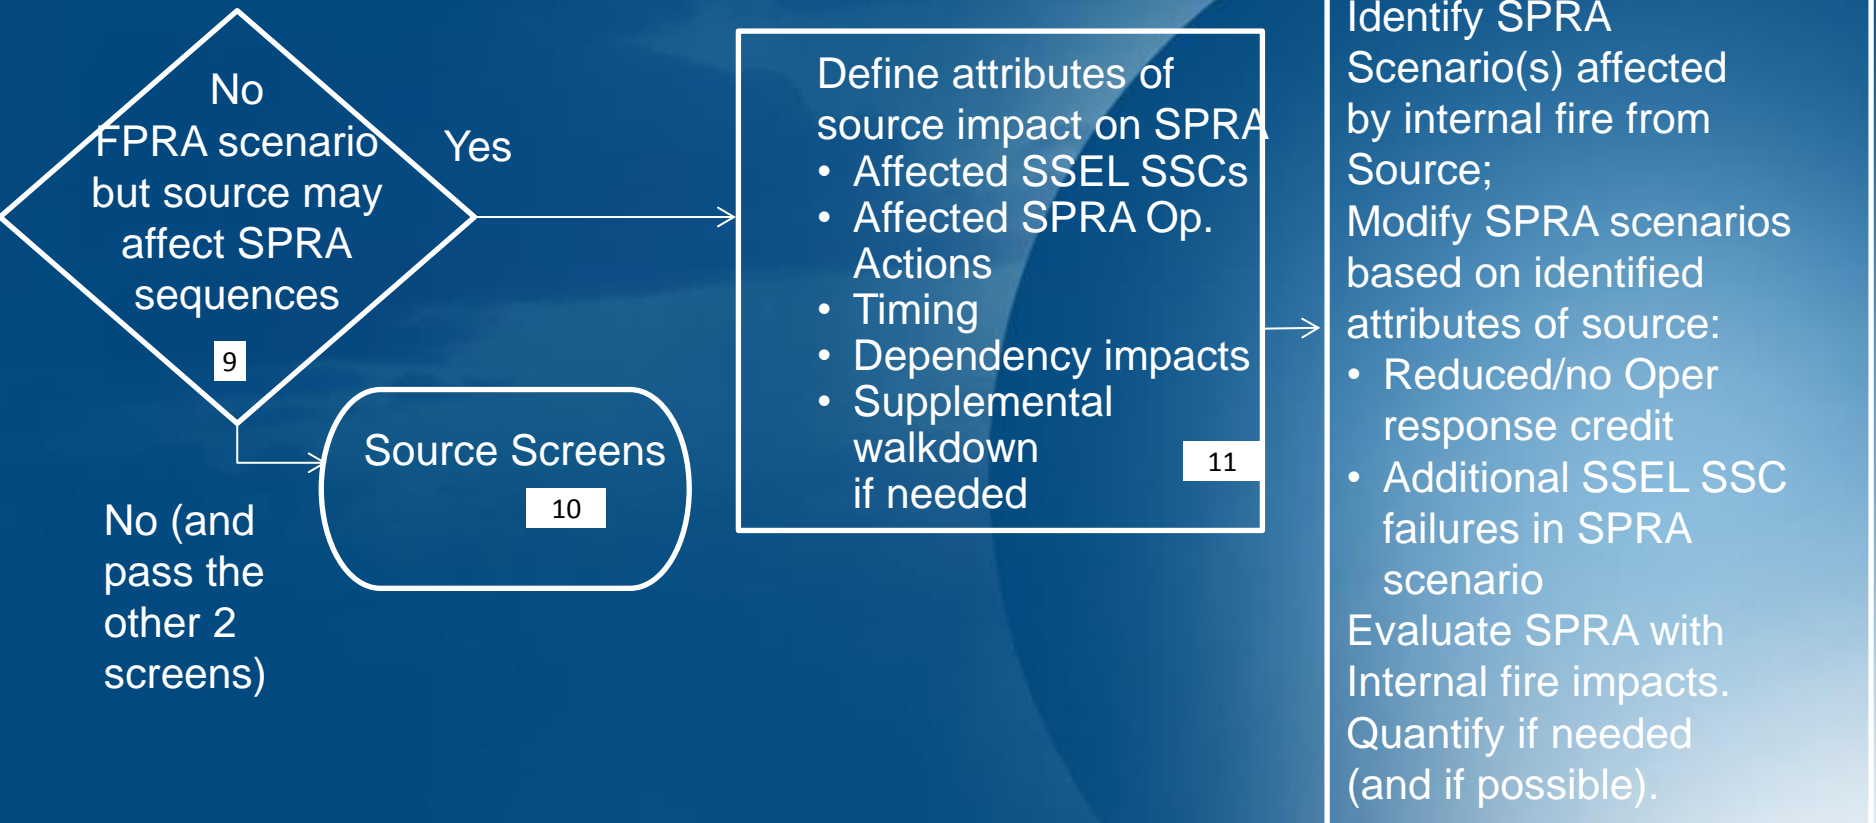 No
FPRA scenario
but source may
affect SPRA
sequences
9
Yes
No (and
pass the
other 2
screens)
Source Screens
10
Define attributes of
source impact on SPRA
• Affected SSEL SSCs
• Affected SPRA Op.
Actions
• Timing
• Dependency impacts
• Supplemental
walkdown
if needed
11
Identify SPRA
Scenario(s) affected
by internal fire from
Source;
Modify SPRA scenarios
based on identified
attributes of source:
• Reduced/no Oper
response credit
• Additional SSEL SSC
failures in SPRA
scenario
Evaluate SPRA with
Internal fire impacts.
Quantify if needed
(and if possible).